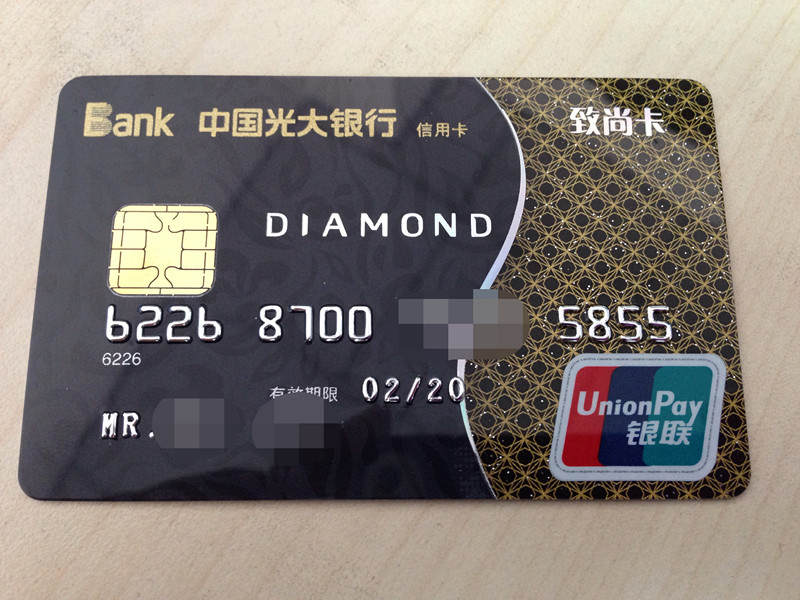 Bank 中国光大银行 信用卡 致尚卡
DIAMOND
6226 8700 5855
6226
有效期限 02/20
MR.
UnionPay
银联